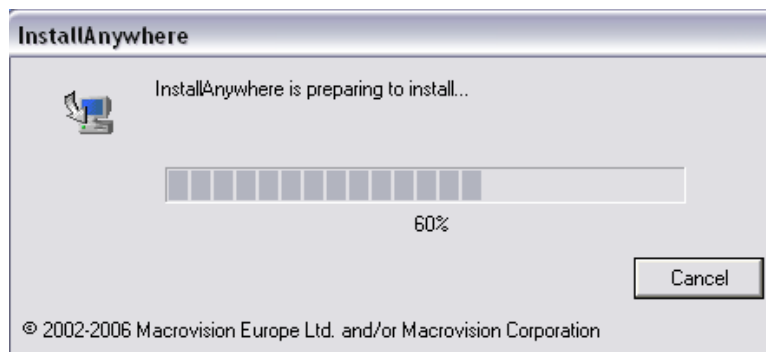 InstallAnywhere
InstallAnywhere is preparing to install...
60%
Cancel
© 2002-2006 Macrovision Europe Ltd. and/or Macrovision Corporation